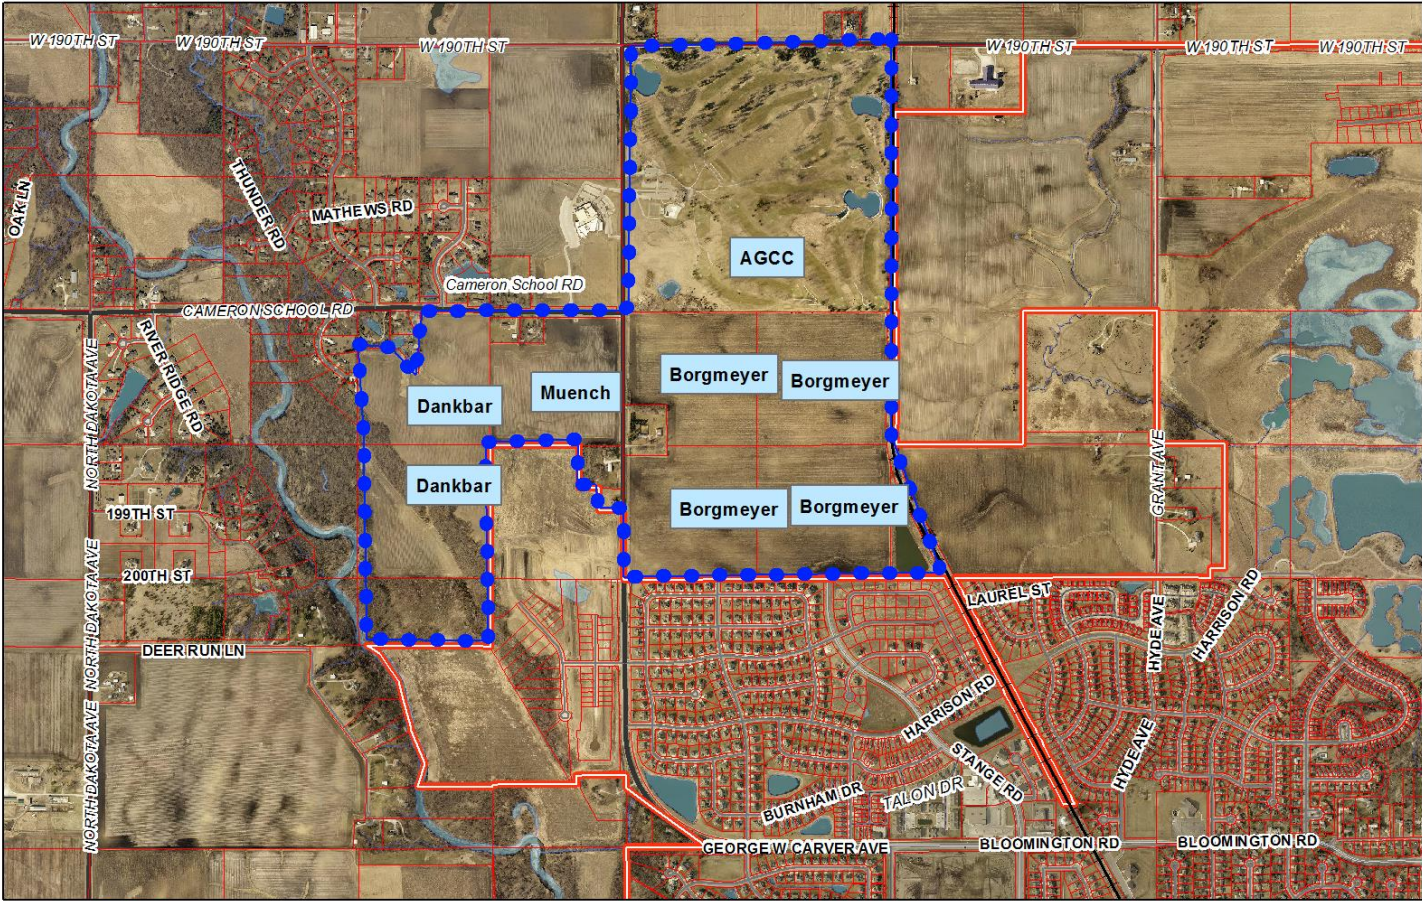 W 190TH ST
W 190TH ST
W 190TH ST
W 190TH ST
W 190TH ST
W 190TH ST
OAK LN
THUNDER RD
MATHEWS RD
AGCC
Cameron School RD
CAMERON SCHOOL RD
NORTH DAKOTA AVE
RIVER RIDGE RD
Borgmeyer
Borgmeyer
Muench
Dankbar
GRANT AVE
Dankbar
Borgmeyer
Borgmeyer
199TH ST
200TH ST
NORTH DAKOTA AVE
NORTH DAKOTA AVE
LAUREL ST
HYDE AVE
HARRISON RD
DEER RUN LN
HARRISON RD
NORTH DAKOTA AVE
HYDE AVE
STANGE RD
BURNHAM DR
TALON DR
GEORGE W CARVER AVE
BLOOMINGTON RD
BLOOMINGTON RD